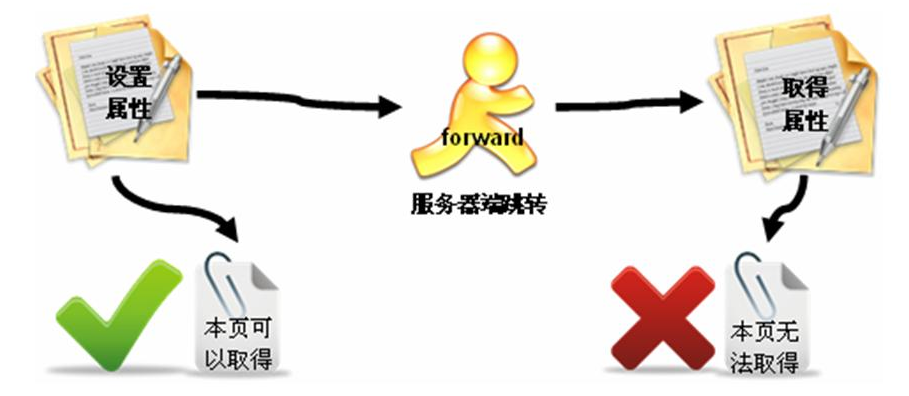 设置
属性
forward
服务器端跳转
取得
属性
本页可
以取得
本页无
法取得